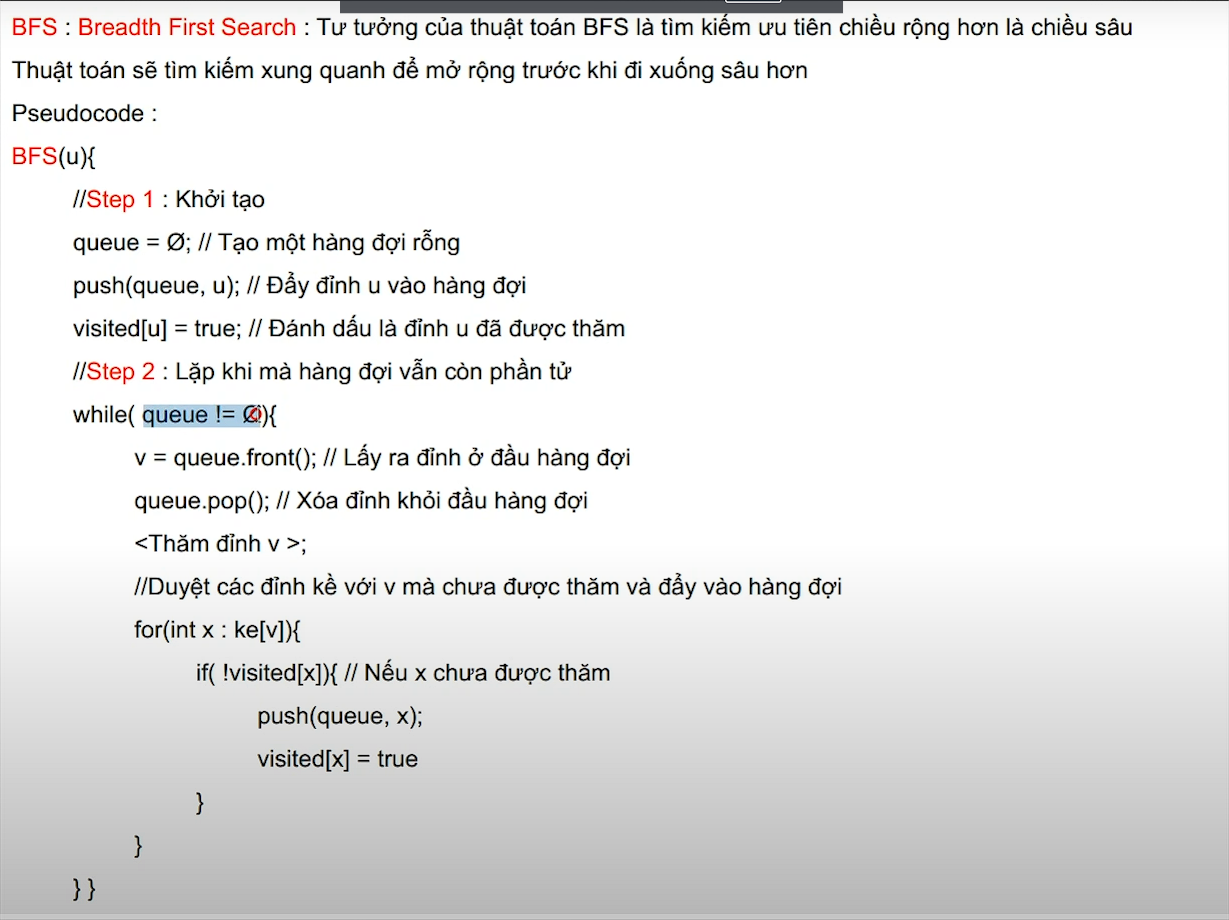 BFS : Breadth First Search : Tư tưởng của thuật toán BFS là tìm kiếm ưu tiên chiều rộng hơn là chiều sâu
Thuật toán sẽ tìm kiếm xung quanh để mở rộng trước khi đi xuống sâu hơn
Pseudocode :
BFS(u){
//Step 1 : Khởi tạo
queue = Ø; // Tạo một hàng đợi rỗng
push(queue, u); // Đẩy đỉnh u vào hàng đợi
visited[u] = true; // Đánh dấu là đỉnh u đã được thăm
//Step 2 : Lặp khi mà hàng đợi vẫn còn phần tử
while( queue != Ø){
v = queue.front(); // Lấy ra đỉnh ở đầu hàng đợi
queue.pop(); // Xóa đỉnh khỏi đầu hàng đợi
<Thăm đỉnh v >;
//Duyệt các đỉnh kề với v mà chưa được thăm và đẩy vào hàng đợi
for(int x : ke[v]){
if( !visited[x]){ // Nếu x chưa được thăm
push(queue, x);
visited[x] = true
}
}
} }